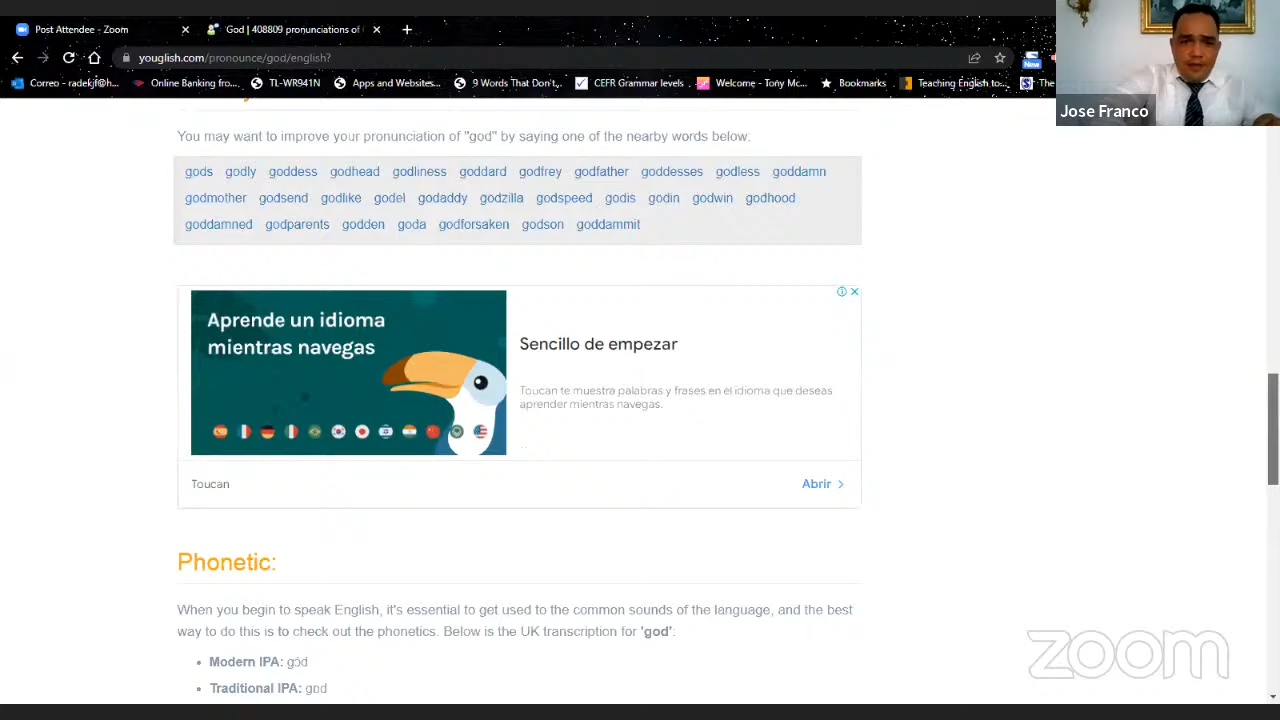 Post Attendee - Zoom
God | 408809 pronunciations of
youglish.com/pronounce/god/english?
New
Correo - radekjf@h...
Online Banking fro...
TL-WR941N
Apps and Websites...
9 Words That Don't...
CEFR Grammar levels
Welcome - Tony Mc...
Bookmarks
Teaching English to...
The
Jose Franco
You may want to improve your pronunciation of "god" by saying one of the nearby words below:
gods godly goddess godhead godliness goddard godfrey godfather goddesses godless goddamn
godmother godsend godlike godel godaddy godzilla godspeed godis godin godwin godhood
goddamned godparents godden goda godforsaken godson goddammit
Aprende un idioma
mientras navegas
Sencillo de empezar
Toucan te muestra palabras y frases en el idioma que deseas
aprender mientras navegas.
Toucan
Abrir
Phonetic:
When you begin to speak English, it's essential to get used to the common sounds of the language, and the best
way to do this is to check out the phonetics. Below is the UK transcription for 'god':
Modern IPA: gɔ́d
Traditional IPA: gɒd
zoom